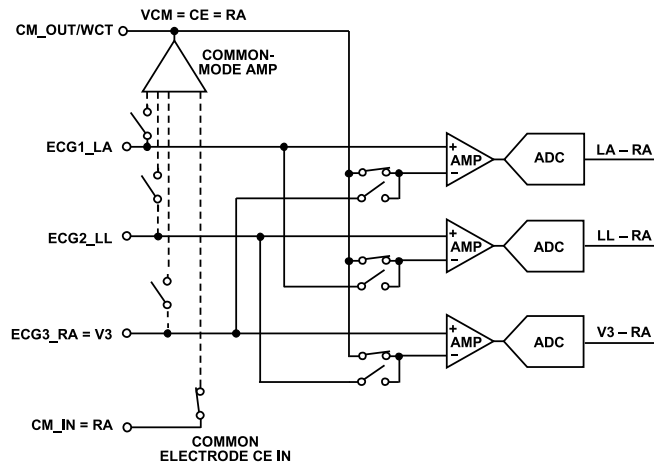 VCM = CE = RA
CM_OUT/WCT
COMMON-
MODE AMP
ECG1_LA
+
AMP
–
ADC
LA – RA
ECG2_LL
+
AMP
–
ADC
LL – RA
ECG3_RA = V3
+
AMP
–
ADC
V3 – RA
CM_IN = RA
COMMON
ELECTRODE CE IN